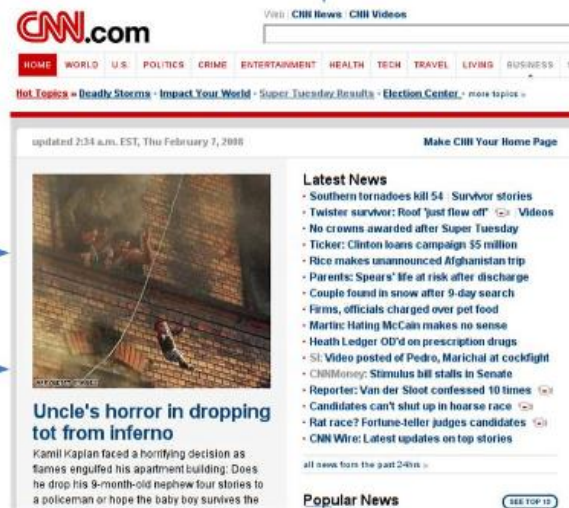 CNN.com
Web | CNN News | CNN Videos
HOME WORLD U.S. POLITICS CRIME ENTERTAINMENT HEALTH TECH TRAVEL LIVING BUSINESS
Hot Topics » Deadly Storms · Impact Your World · Super Tuesday Results · Election Center · more topics »
updated 2:34 a.m. EST, Thu February 7, 2008
Make CNN Your Home Page
Uncle's horror in dropping
tot from inferno
Kamil Kaplan faced a horrifying decision as
flames engulfed his apartment building: Does
he drop his 9-month-old nephew four stories to
a policeman or hope the baby boy survives the
Latest News
· Southern tornadoes kill 54 | Survivor stories
· Twister survivor: Roof 'just flew off' | Videos
· No crowns awarded after Super Tuesday
· Ticker: Clinton loans campaign $5 million
· Rice makes unannounced Afghanistan trip
· Parents: Spears' life at risk after discharge
· Couple found in snow after 9-day search
· Firms, officials charged over pet food
· Martin: Hating McCain makes no sense
· Heath Ledger OD'd on prescription drugs
· SI: Video posted of Pedro, Marichal at cockfight
· CNNMoney: Stimulus bill stalls in Senate
· Reporter: Van der Sloot confessed 10 times
· Candidates can't shut up in hoarse race
· Rat race? Fortune-teller judges candidates
· CNN Wire: Latest updates on top stories
all news from the past 24hrs »
Popular News
SEE TOP 10